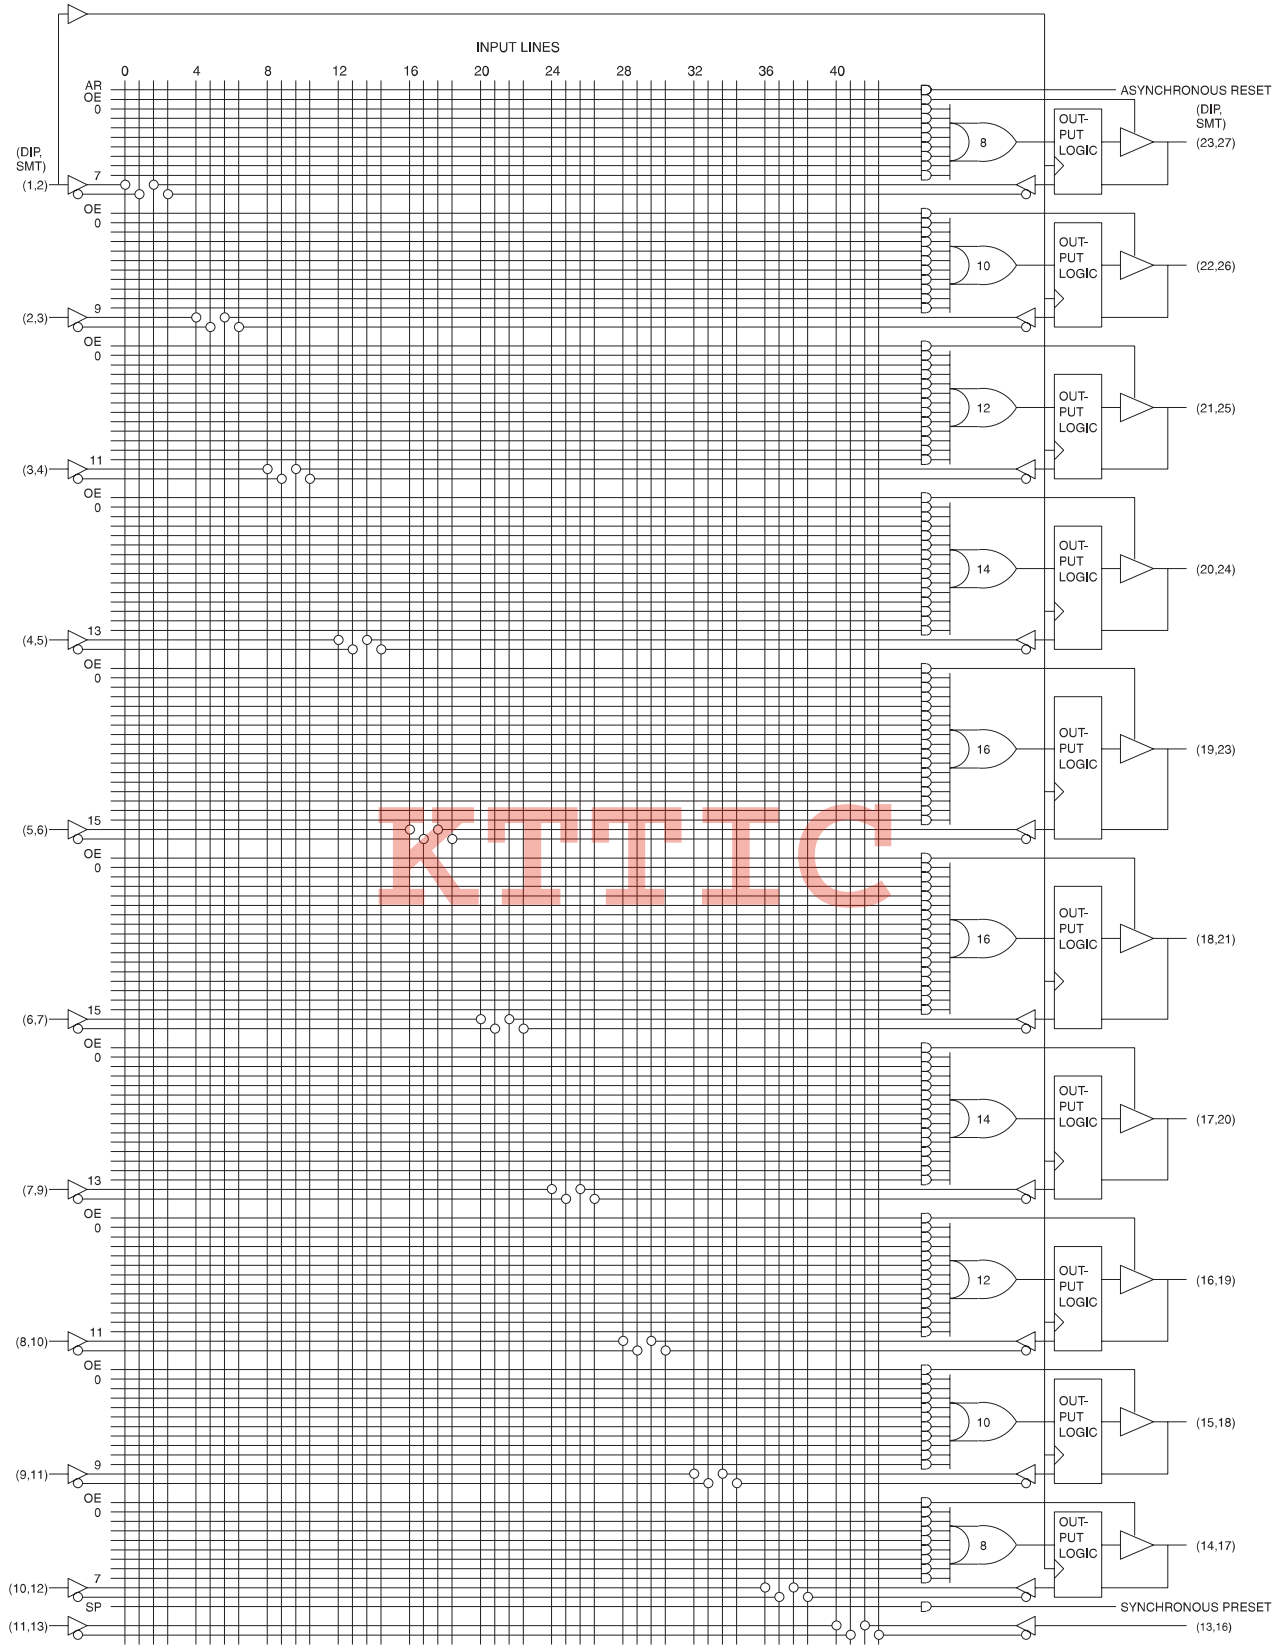 INPUT LINES
0 4 8 12 16 20 24 28 32 36 40
AR
OE
0
ASYNCHRONOUS RESET
(DIP,
SMT)
(DIP,
SMT)
8
OUT-
PUT
LOGIC
(23,27)
7
(1,2)
OE
0
10
OUT-
PUT
LOGIC
(22,26)
9
(2,3)
OE
0
12
OUT-
PUT
LOGIC
(21,25)
11
(3,4)
OE
0
14
OUT-
PUT
LOGIC
(20,24)
13
(4,5)
OE
0
16
OUT-
PUT
LOGIC
(19,23)
15
(5,6)
KTTIC
OE
0
16
OUT-
PUT
LOGIC
(18,21)
15
(6,7)
OE
0
14
OUT-
PUT
LOGIC
(17,20)
13
(7,9)
OE
0
12
OUT-
PUT
LOGIC
(16,19)
11
(8,10)
OE
0
10
OUT-
PUT
LOGIC
(15,18)
9
(9,11)
OE
0
8
OUT-
PUT
LOGIC
(14,17)
7
(10,12)
SP
SYNCHRONOUS PRESET
(11,13)
(13,16)